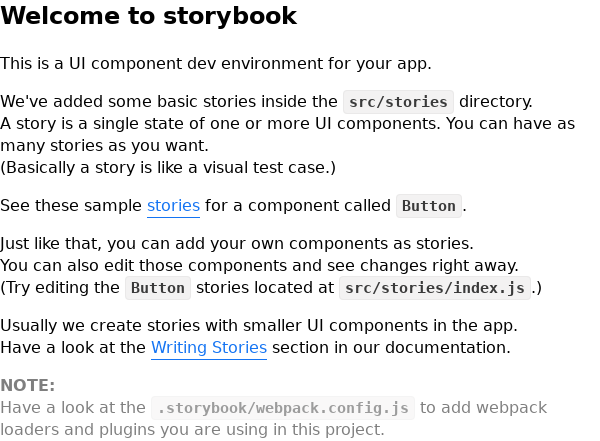 Welcome to storybook
This is a UI component dev environment for your app.
We've added some basic stories inside the src/stories directory.
A story is a single state of one or more UI components. You can have as
many stories as you want.
(Basically a story is like a visual test case.)
See these sample stories for a component called Button.
Just like that, you can add your own components as stories.
You can also edit those components and see changes right away.
(Try editing the Button stories located at src/stories/index.js.)
Usually we create stories with smaller UI components in the app.
Have a look at the Writing Stories section in our documentation.
NOTE:
Have a look at the .storybook/webpack.config.js to add webpack
loaders and plugins you are using in this project.